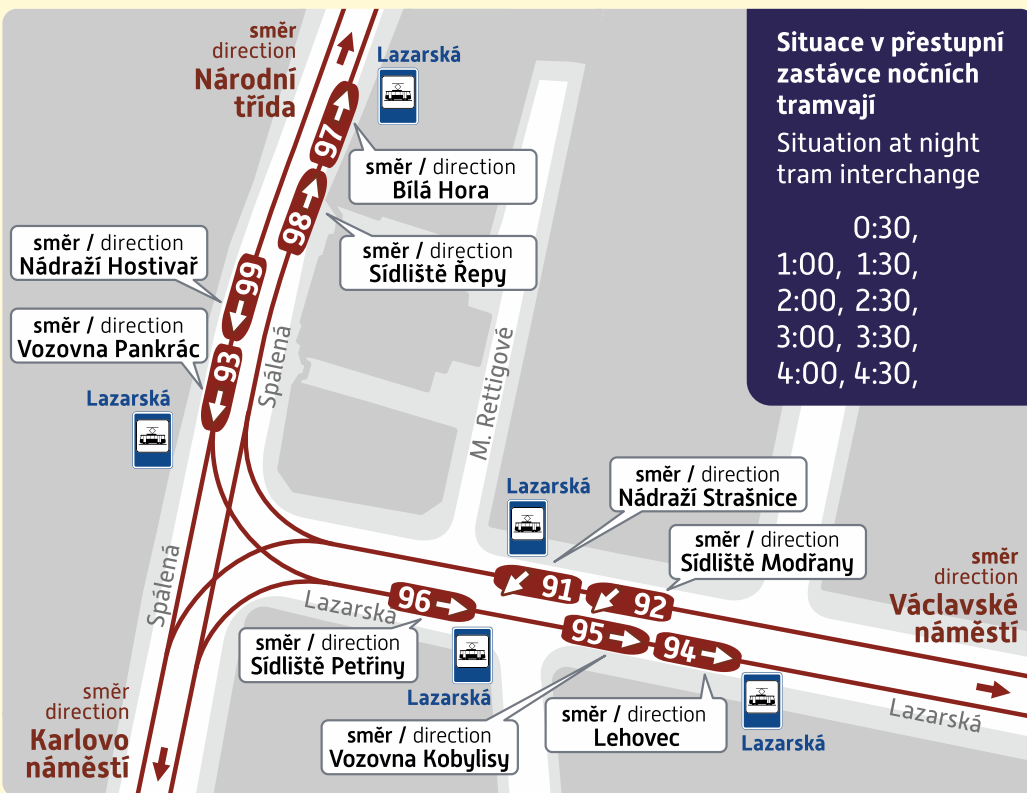 směr
direction
Národní
třída
Lazarská
97
směr / direction
Bílá Hora
98
směr / direction
Sídliště Řepy
směr / direction
Nádraží Hostivař
99
směr / direction
Vozovna Pankrác
93
Lazarská
Spálená
M. Rettigové
Situace v přestupní
zastávce nočních
tramvají
Situation at night
tram interchange
0:30,
1:00, 1:30,
2:00, 2:30,
3:00, 3:30,
4:00, 4:30,
Lazarská
směr / direction
Nádraží Strašnice
směr / direction
Sídliště Modřany
91
92
směr
direction
Václavské
náměstí
Spálená
Lazarská
96
95
94
směr / direction
Sídliště Petřiny
Lazarská
směr / direction
Vozovna Kobylisy
směr / direction
Lehovec
Lazarská
Lazarská
směr
direction
Karlovo
náměstí